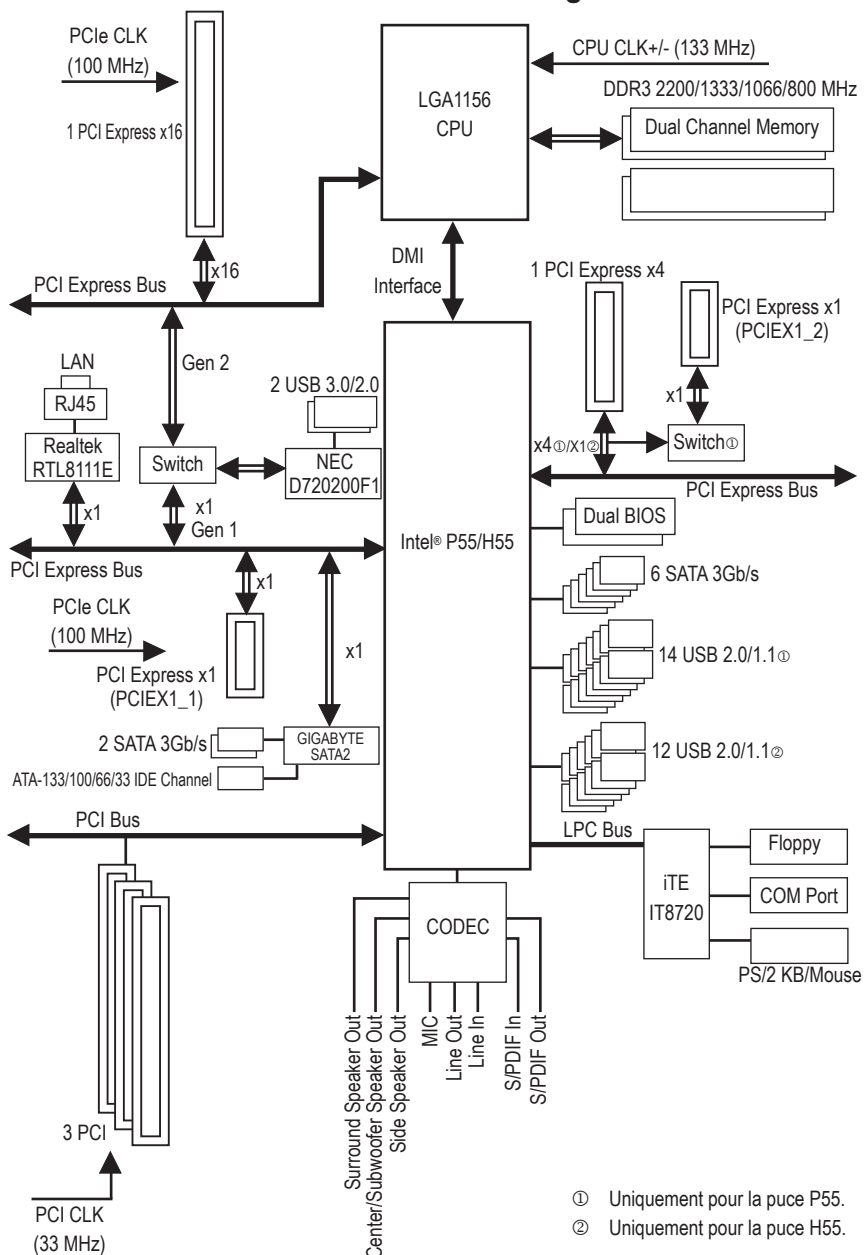 PCIe CLK
(100 MHz)
1 PCI Express x16
LGA1156
CPU
CPU CLK+/- (133 MHz)
DDR3 2200/1333/1066/800 MHz
Dual Channel Memory
x16
PCI Express Bus
DMI
Interface
1 PCI Express x4
PCI Express x1
(PCIEX1_2)
Gen 2
LAN
RJ45
Realtek
RTL8111E
2 USB 3.0/2.0
Switch
NEC
D720200F1
x1
x4①/X1②
Switch①
PCI Express Bus
x1
x1
Gen 1
PCI Express Bus
Intel® P55/H55
Dual BIOS
x1
PCIe CLK
(100 MHz)
x1
PCI Express x1
(PCIEX1_1)
6 SATA 3Gb/s
14 USB 2.0/1.1①
2 SATA 3Gb/s
GIGABYTE
SATA2
ATA-133/100/66/33 IDE Channel
12 USB 2.0/1.1②
PCI Bus
LPC Bus
iTE
IT8720
Floppy
COM Port
PS/2 KB/Mouse
CODEC
Surround Speaker Out
Center/Subwoofer Speaker Out
Side Speaker Out
MIC
Line Out
Line In
S/PDIF In
S/PDIF Out
3 PCI
PCI CLK
(33 MHz)
① Uniquement pour la puce P55.
② Uniquement pour la puce H55.